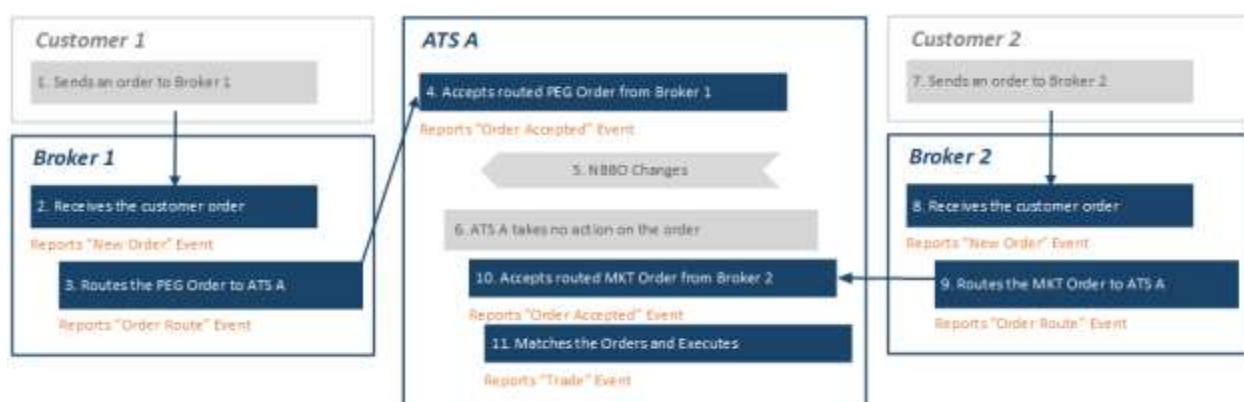 Customer 1
1. Sends an order to Broker 1
Broker 1
2. Receives the customer order
Reports "New Order" Event
3. Routes the PEG Order to ATS A
Reports "Order Route" Event
ATS A
4. Accepts routed PEG Order from Broker 1
Reports "Order Accepted" Event
5. NBBO Changes
6. ATS A takes no action on the order
10. Accepts routed MKT Order from Broker 2
Reports "Order Accepted" Event
11. Matches the Orders and Executes
Reports "Trade" Event
Customer 2
7. Sends an order to Broker 2
Broker 2
8. Receives the customer order
Reports "New Order" Event
9. Routes the MKT Order to ATS A
Reports "Order Route" Event